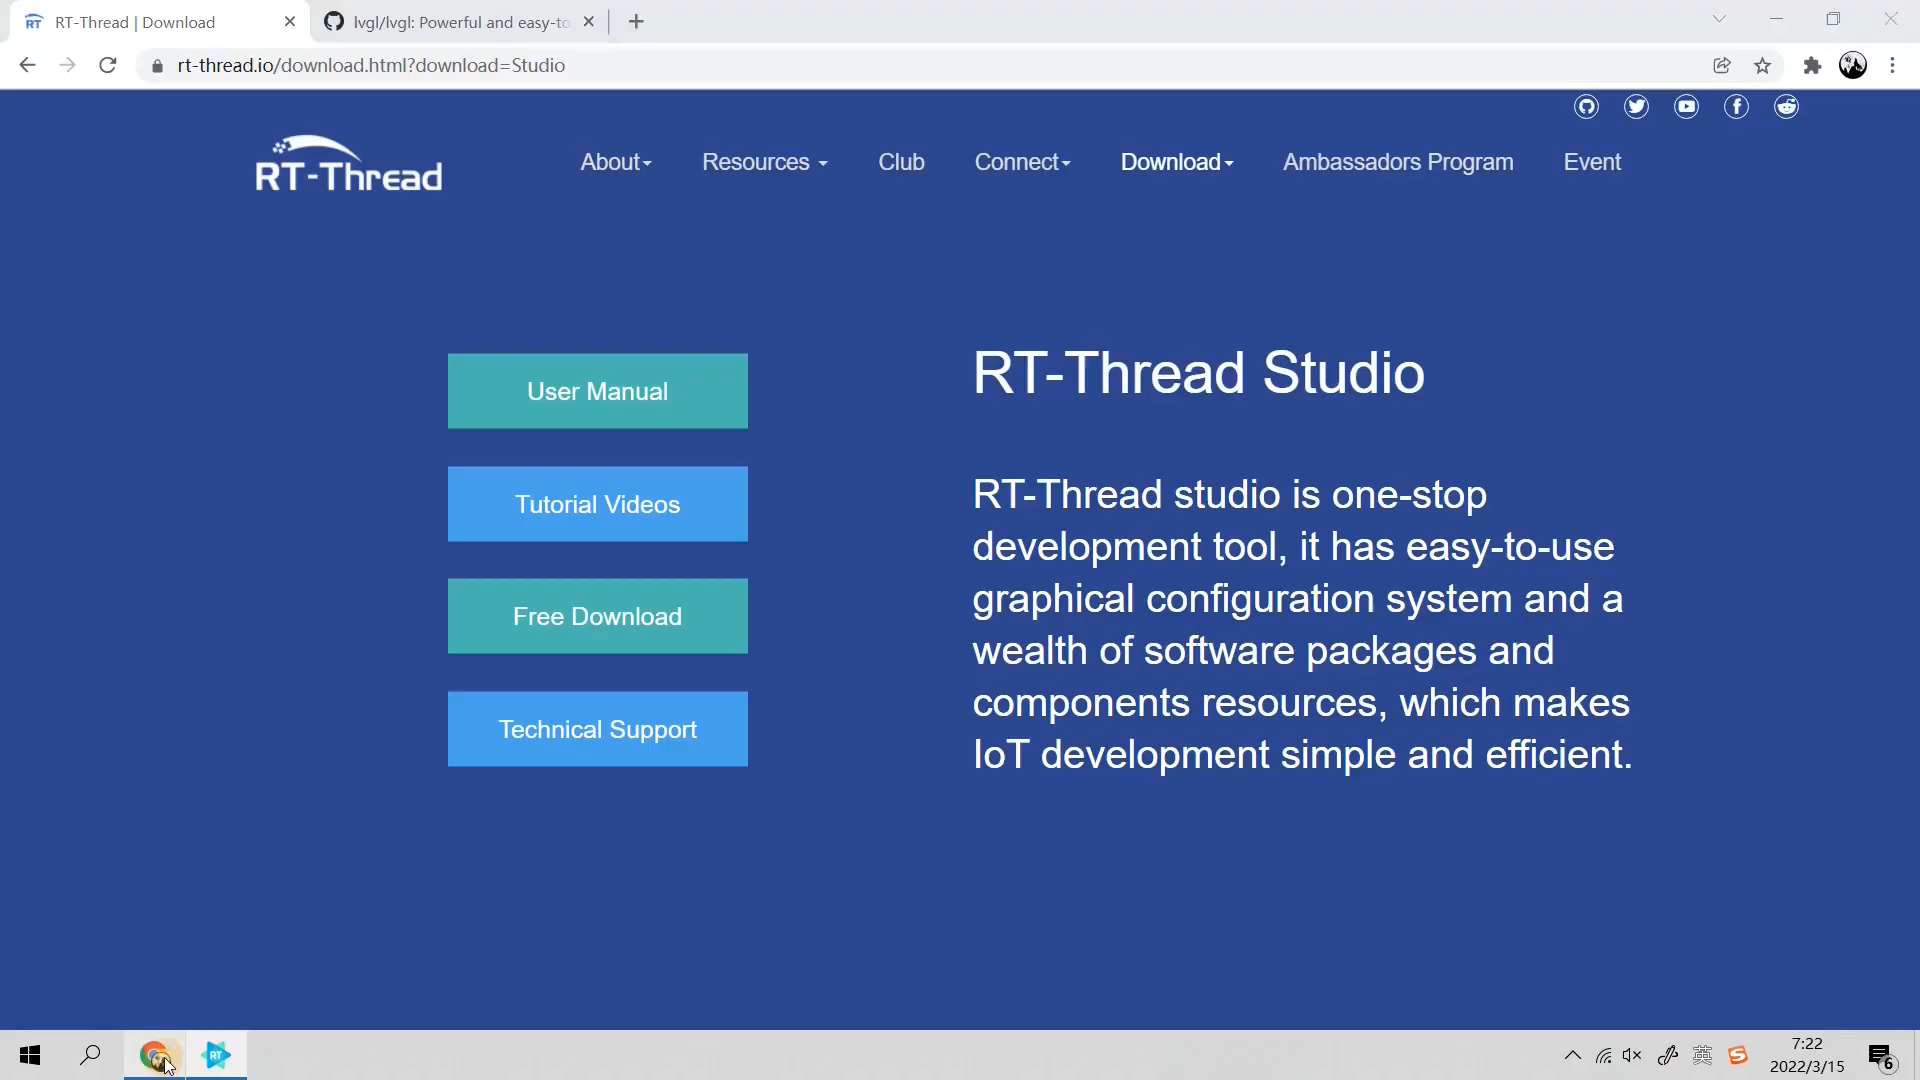 RT-Thread | Download
lvgl/lvgl: Powerful and easy-to
rt-thread.io/download.html?download=Studio
RT-Thread
About
Resources
Club
Connect
Download
Ambassadors Program
Event
User Manual
Tutorial Videos
Free Download
Technical Support
RT-Thread Studio
RT-Thread studio is one-stop
development tool, it has easy-to-use
graphical configuration system and a
wealth of software packages and
components resources, which makes
IoT development simple and efficient.
RT
英
7:22
2022/3/15
6